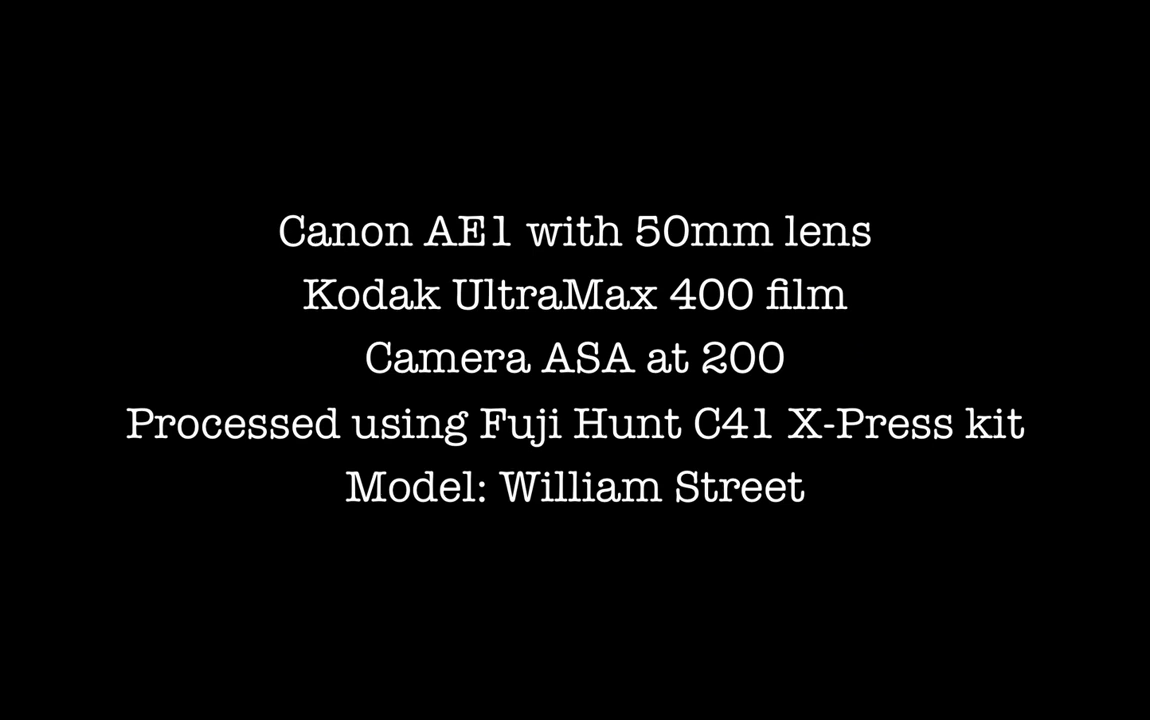 Canon AE1 with 50mm lens
Kodak UltraMax 400 film
Camera ASA at 200
Processed using Fuji Hunt C41 X-Press kit
Model: William Street